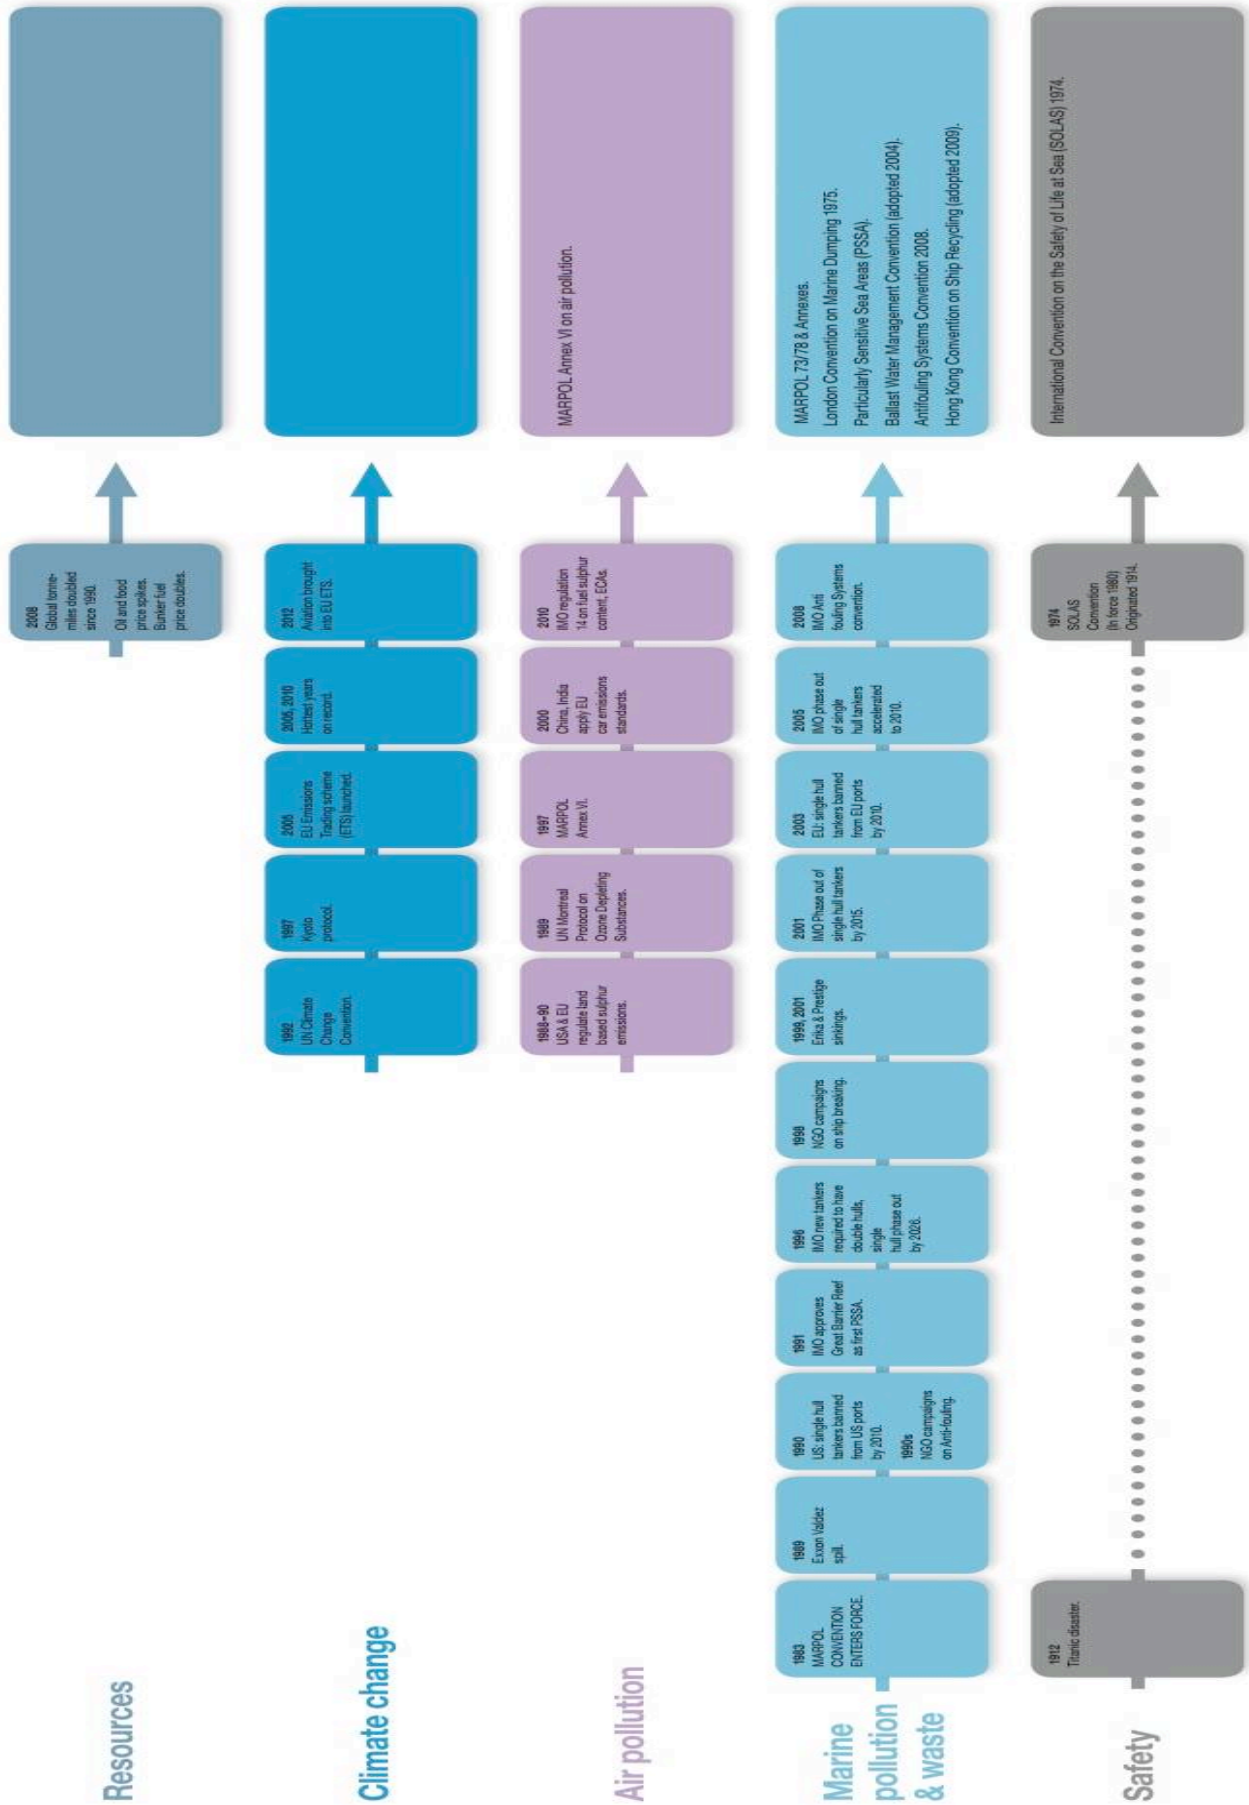 Resources
2008
Global tonne-
miles doubled
since 1990.
Oil and food
price spikes.
Bunker fuel
price doubles.
Climate change
1992
UN Climate
Change
Convention.
1997
Kyoto
protocol.
2005
EU Emissions
Trading scheme
(ETS) launched.
2005, 2010
Hottest years
on record.
2012
Aviation brought
into EU ETS.
Air pollution
1988–90
USA & EU
regulate land
based sulphur
emissions.
1989
UN Montreal
Protocol on
Ozone Depleting
Substances.
1997
MARPOL
Annex VI.
2000
China, India
apply EU
car emissions
standards.
2010
IMO regulation
14 on fuel sulphur
content, ECAs.
MARPOL Annex VI on air pollution.
Marine
pollution
& waste
1983
MARPOL
CONVENTION
ENTERS FORCE.
1989
Exxon Valdez
spill.
1990
US: single hull
tankers banned
from US ports
by 2010.
1990s
NGO campaigns
on Anti-fouling.
1991
IMO approves
Great Barrier Reef
as first PSSA.
1996
IMO new tankers
required to have
double hulls,
single
hull phase out
by 2026.
1998
NGO campaigns
on ship breaking.
1999, 2001
Erika & Prestige
sinkings.
2001
IMO Phase out of
single hull tankers
by 2015.
2003
EU: single hull
tankers banned
from EU ports
by 2010.
2005
IMO phase out
of single
hull tankers
accelerated
to 2010.
2008
IMO Anti
fouling Systems
convention.
MARPOL 73/78 & Annexes.
London Convention on Marine Dumping 1975.
Particularly Sensitive Sea Areas (PSSA).
Ballast Water Management Convention (adopted 2004).
Antifouling Systems Convention 2008.
Hong Kong Convention on Ship Recycling (adopted 2009).
Safety
1912
Titanic disaster.
1974
SOLAS
Convention
(In force 1980)
Originated 1914.
International Convention on the Safety of Life at Sea (SOLAS) 1974.